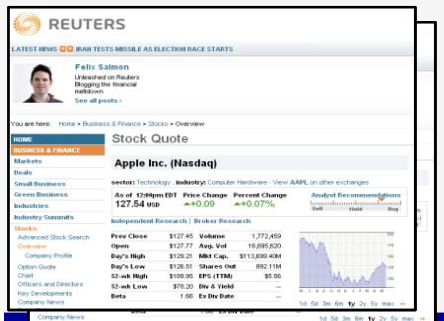 REUTERS
LATEST NEWS IRAN TESTS MISSILE AS ELECTION RACE STARTS
Felix Salmon
Unleashed on Reuters
Blogging the financial
meltdown
See all posts
You are here: Home > Business & Finance > Stocks > Overview
HOME
BUSINESS & FINANCE
Markets
Deals
Small Business
Green Business
Industries
Industry Summits
Stocks
Advanced Stock Search
Overview
Company Profile
Option Quote
Chart
Officers and Directors
Key Developments
Company News
Stock Quote
Apple Inc. (Nasdaq)
sector: Technology industry: Computer Hardware - View AAPL on other exchanges
As of 12:00pm EDT Price Change Percent Change Analyst Recommendations
127.54 USD +0.09 +0.07%
Sell Hold Buy
Independent Research | Broker Research
Prev Close $127.45 Volume 1,772,459
Open $127.77 Avg. Vol 16,895,620
Day's High $129.21 Mkt Cap. $113,699.40M
Day's Low $126.51 Shares Out 892.11M
52-wk High $189.95 EPS (TTM) $5.56
52-wk Low $78.20 Div & Yield --
Beta 1.66 Ex Div Date --
1d 5d 3m 6m 1y 2y 5y max
Company News
1d 5d 3m 6m 1y 2y 5y max